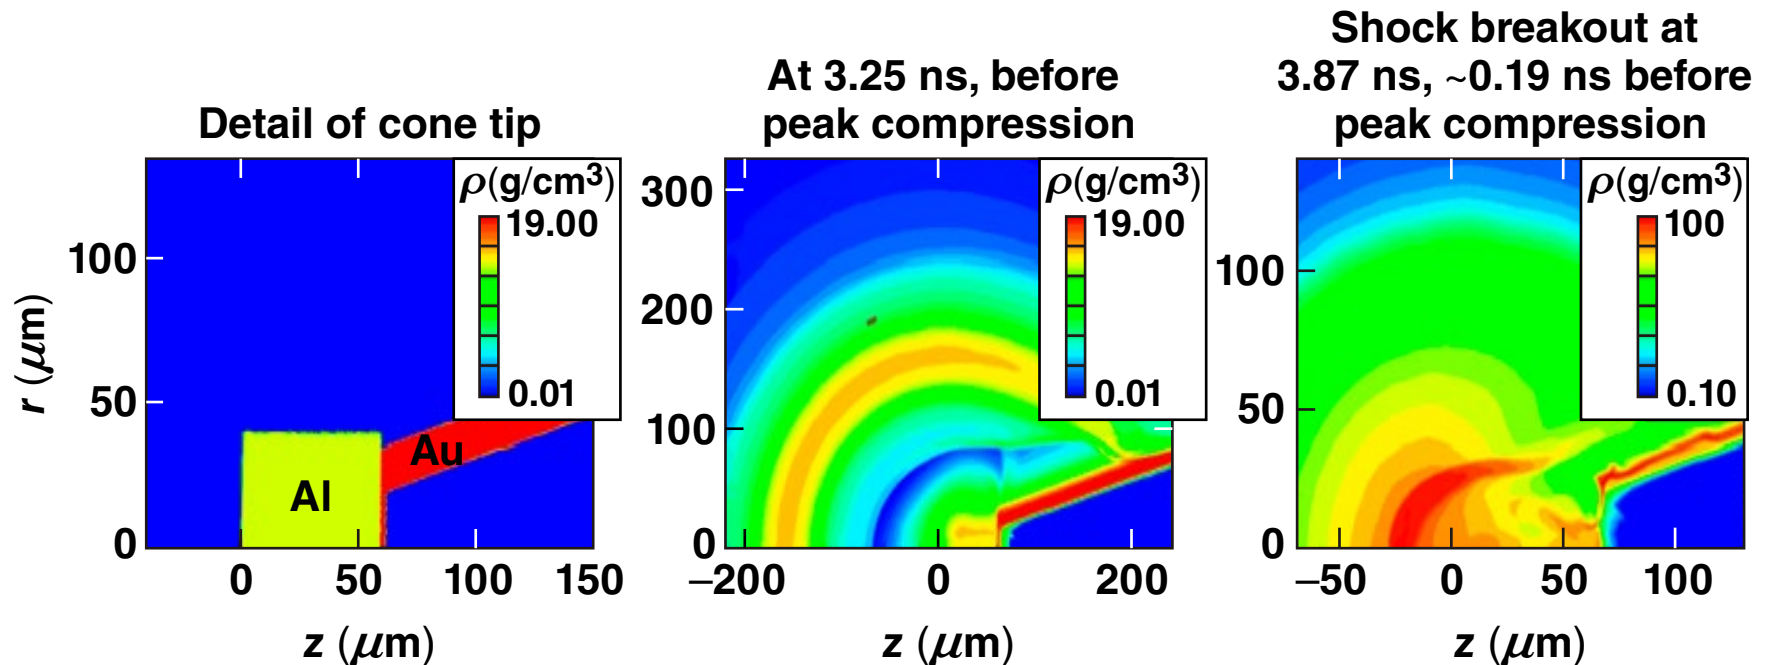 Detail of cone tip
ρ(g/cm3)
19.00
0.01
100
50
0
r (μm)
Al
Au
0
50
100
150
z (μm)
At 3.25 ns, before
peak compression
ρ(g/cm3)
19.00
0.01
300
200
100
0
–200
0
200
z (μm)
Shock breakout at
3.87 ns, ~0.19 ns before
peak compression
ρ(g/cm3)
100
0.10
100
50
0
–50
0
50
100
z (μm)